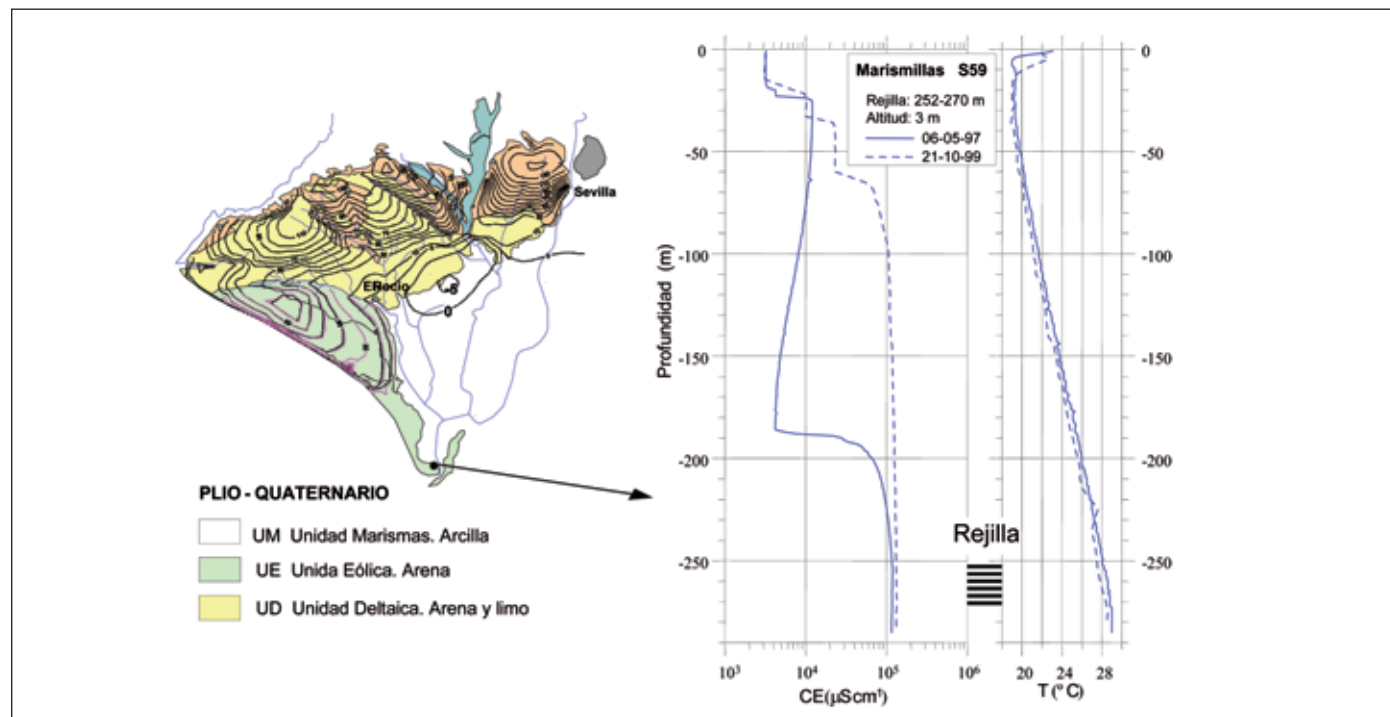 Sevilla
ERocio
-5
0
PLIO - QUATERNARIO
UM Unidad Marismas. Arcilla
UE Unida Eólica. Arena
UD Unidad Deltaica. Arena y limo
Marismillas S59
Rejilla: 252-270 m
Altitud: 3 m
06-05-97
21-10-99
Profundidad (m)
0
-50
-100
-150
-200
-250
10³ 10⁴ 10⁵ 10⁶
CE(µScm¹)
Rejilla
0
-50
-100
-150
-200
-250
20 24 28
T(°C)